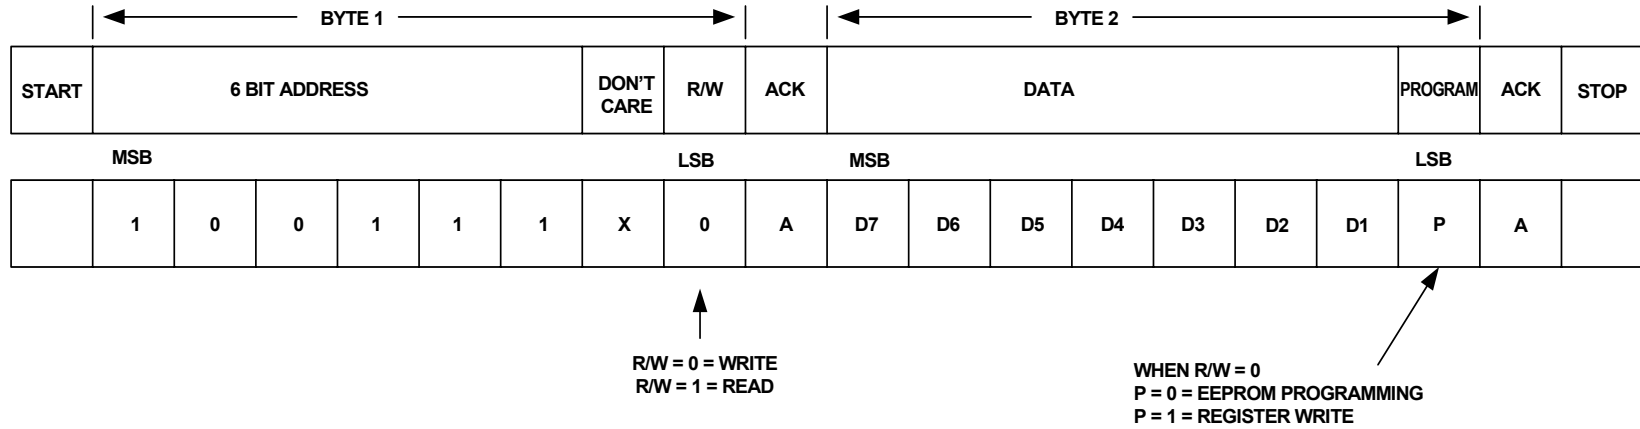 BYTE 1 BYTE 2
START 6 BIT ADDRESS DON'T CARE R/W ACK DATA PROGRAM ACK STOP
MSB LSB MSB LSB
1 0 0 1 1 1 X 0 A D7 D6 D5 D4 D3 D2 D1 P A
R/W = 0 = WRITE
R/W = 1 = READ
WHEN R/W = 0
P = 0 = EEPROM PROGRAMMING
P = 1 = REGISTER WRITE